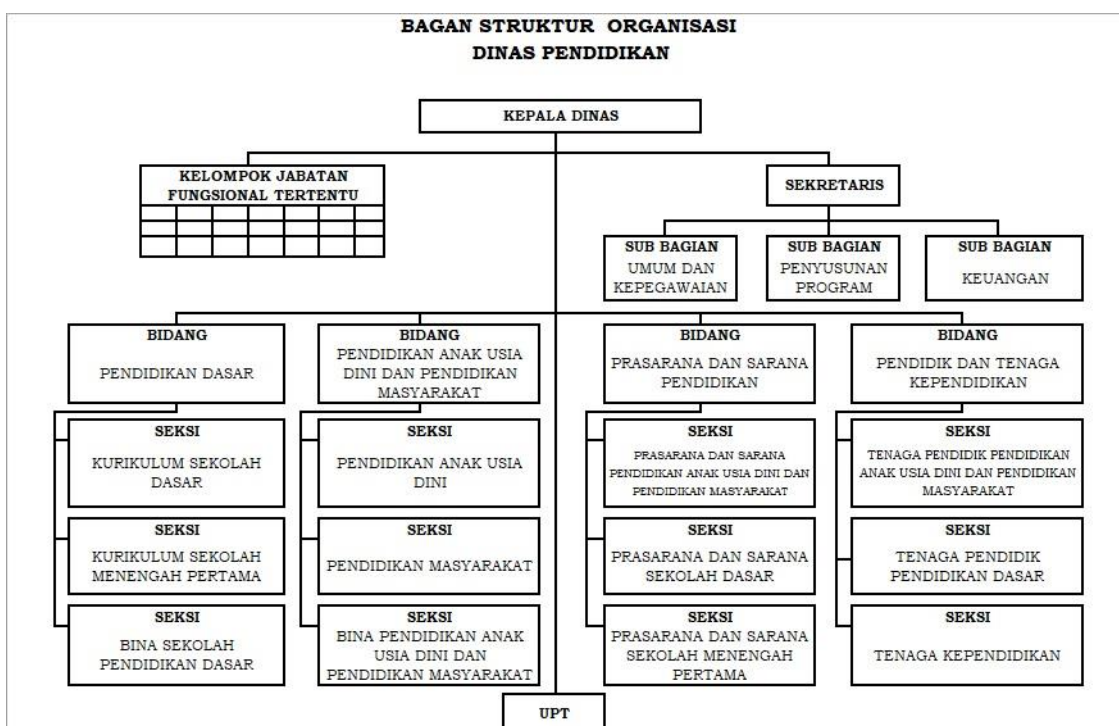 BAGAN STRUKTUR ORGANISASI
DINAS PENDIDIKAN
KEPALA DINAS
KELOMPOK JABATAN
FUNGSIONAL TERTENTU
SEKRETARIS
SUB BAGIAN
UMUM DAN
KEPEGAWAIAN
SUB BAGIAN
PENYUSUNAN
PROGRAM
SUB BAGIAN
KEUANGAN
BIDANG
PENDIDIKAN DASAR
BIDANG
PENDIDIKAN ANAK USIA
DINI DAN PENDIDIKAN
MASYARAKAT
BIDANG
PRASARANA DAN SARANA
PENDIDIKAN
BIDANG
PENDIDIK DAN TENAGA
KEPENDIDIKAN
SEKSI
KURIKULUM SEKOLAH
DASAR
SEKSI
PENDIDIKAN ANAK USIA
DINI
SEKSI
PRASARANA DAN SARANA
PENDIDIKAN ANAK USIA DINI DAN
PENDIDIKAN MASYARAKAT
SEKSI
TENAGA PENDIDIK PENDIDIKAN
ANAK USIA DINI DAN PENDIDIKAN
MASYARAKAT
SEKSI
KURIKULUM SEKOLAH
MENENGAH PERTAMA
SEKSI
PENDIDIKAN MASYARAKAT
SEKSI
PRASARANA DAN SARANA
SEKOLAH DASAR
SEKSI
TENAGA PENDIDIK
PENDIDIKAN DASAR
SEKSI
BINA SEKOLAH
PENDIDIKAN DASAR
SEKSI
BINA PENDIDIKAN ANAK
USIA DINI DAN
PENDIDIKAN MASYARAKAT
SEKSI
PRASARANA DAN SARANA
SEKOLAH MENENGAH
PERTAMA
SEKSI
TENAGA KEPENDIDIKAN
UPT